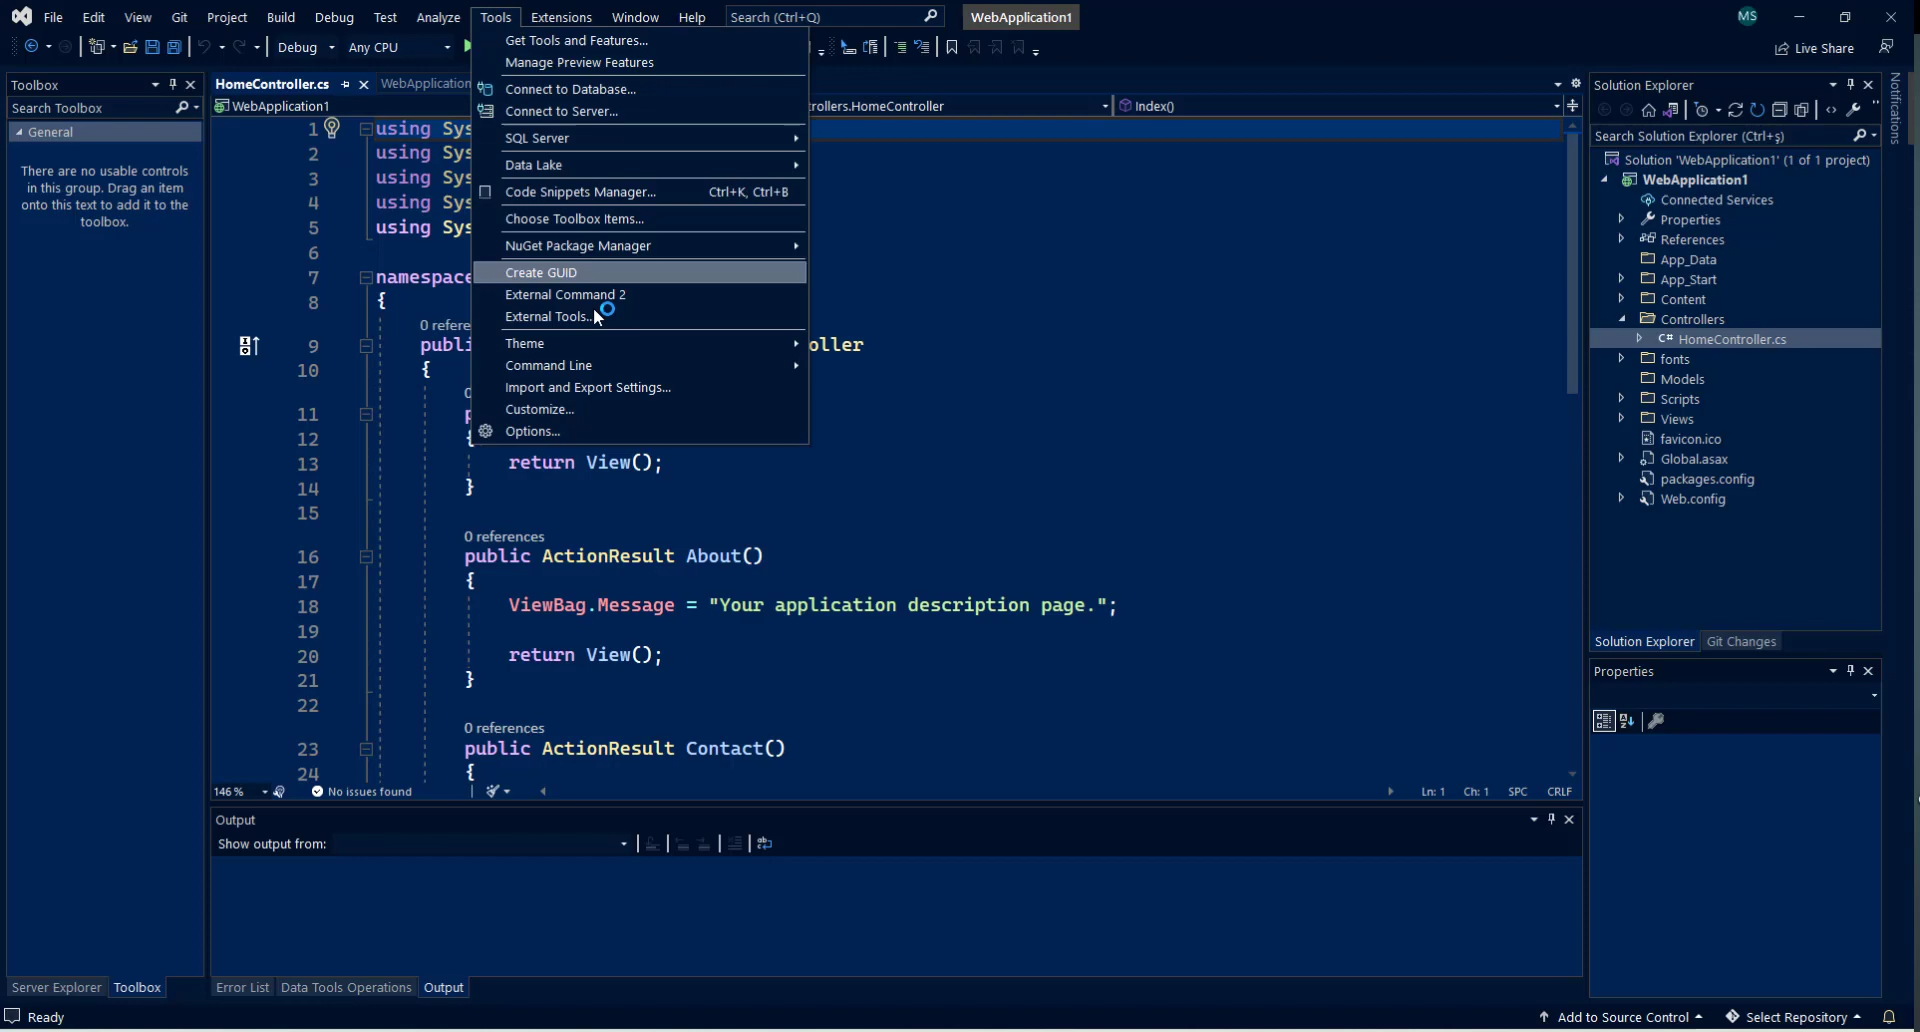 File Edit View Git Project Build Debug Test Analyze Tools Extensions Window Help Search (Ctrl+Q) WebApplication1 MS
Debug Any CPU Live Share
Get Tools and Features...
Manage Preview Features
Connect to Database...
Connect to Server...
SQL Server
Data Lake
Code Snippets Manager... Ctrl+K, Ctrl+B
Choose Toolbox Items...
NuGet Package Manager
Create GUID
External Command 2
External Tools...
Theme
Command Line
Import and Export Settings...
Customize...
Options...
Toolbox
Search Toolbox
General
There are no usable controls
in this group. Drag an item
onto this text to add it to the
toolbox.
HomeController.cs WebApplication
WebApplication1 rollers.HomeController Index()
1 using Sys
2 using Sys
3 using Sys
4 using Sys
5 using Sys
6
7 namespace
8 {
0 refere
9 publi oller
10 {
0
11 p
12 {
13 return View();
14 }
15
0 references
16 public ActionResult About()
17 {
18 ViewBag.Message = "Your application description page.";
19
20 return View();
21 }
22
0 references
23 public ActionResult Contact()
24 {
146 % No issues found Ln: 1 Ch: 1 SPC CRLF
Output
Show output from:
Server Explorer Toolbox Error List Data Tools Operations Output
Solution Explorer
Search Solution Explorer (Ctrl+ş)
Solution 'WebApplication1' (1 of 1 project)
WebApplication1
Connected Services
Properties
References
App_Data
App_Start
Content
Controllers
C# HomeController.cs
fonts
Models
Scripts
Views
favicon.ico
Global.asax
packages.config
Web.config
Solution Explorer Git Changes
Properties
Notifications
Ready Add to Source Control Select Repository